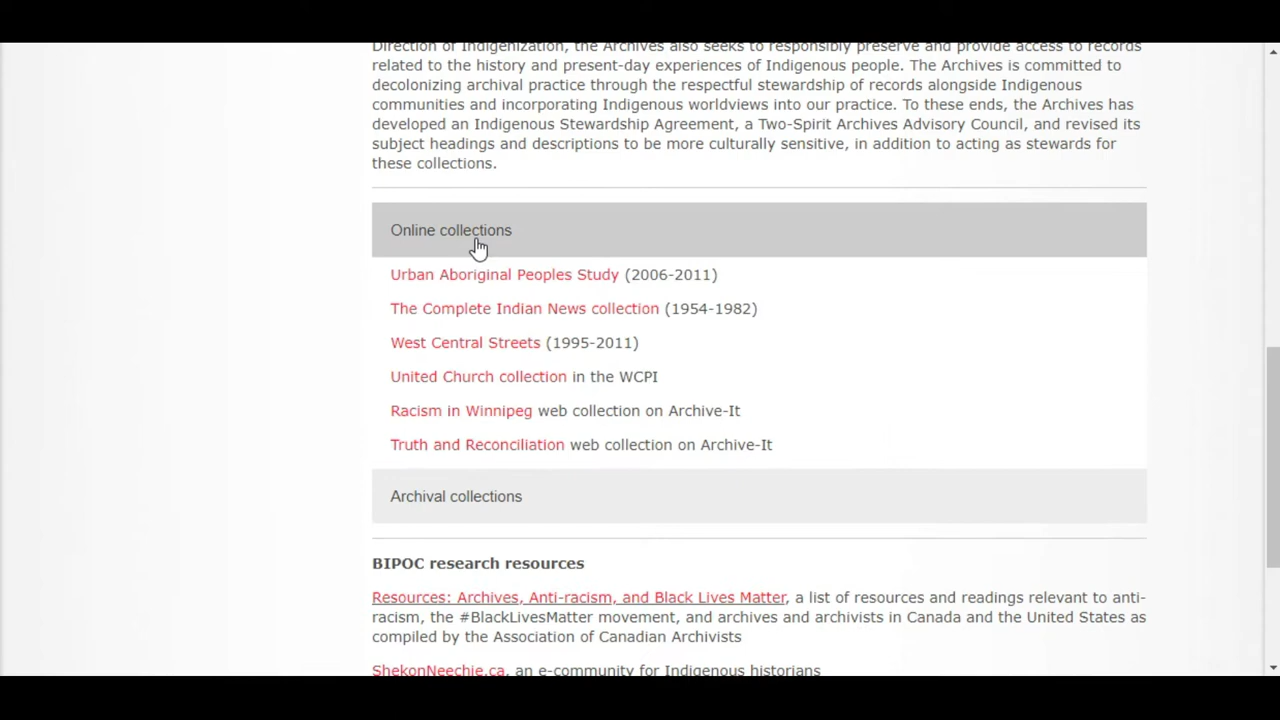 Direction of Indigenization, the Archives also seeks to responsibly preserve and provide access to records
related to the history and present-day experiences of Indigenous people. The Archives is committed to
decolonizing archival practice through the respectful stewardship of records alongside Indigenous
communities and incorporating Indigenous worldviews into our practice. To these ends, the Archives has
developed an Indigenous Stewardship Agreement, a Two-Spirit Archives Advisory Council, and revised its
subject headings and descriptions to be more culturally sensitive, in addition to acting as stewards for
these collections.
Online collections
Urban Aboriginal Peoples Study (2006-2011)
The Complete Indian News collection (1954-1982)
West Central Streets (1995-2011)
United Church collection in the WCPI
Racism in Winnipeg web collection on Archive-It
Truth and Reconciliation web collection on Archive-It
Archival collections
BIPOC research resources
Resources: Archives, Anti-racism, and Black Lives Matter, a list of resources and readings relevant to anti-
racism, the #BlackLivesMatter movement, and archives and archivists in Canada and the United States as
compiled by the Association of Canadian Archivists
ShekonNeechie.ca, an e-community for Indigenous historians